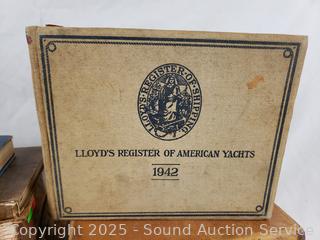 LLOYD'S·REGISTER·OF·SHIPPING
LLOYD'S REGISTER OF AMERICAN YACHTS
1942
Copyright 2025 - Sound Auction Service